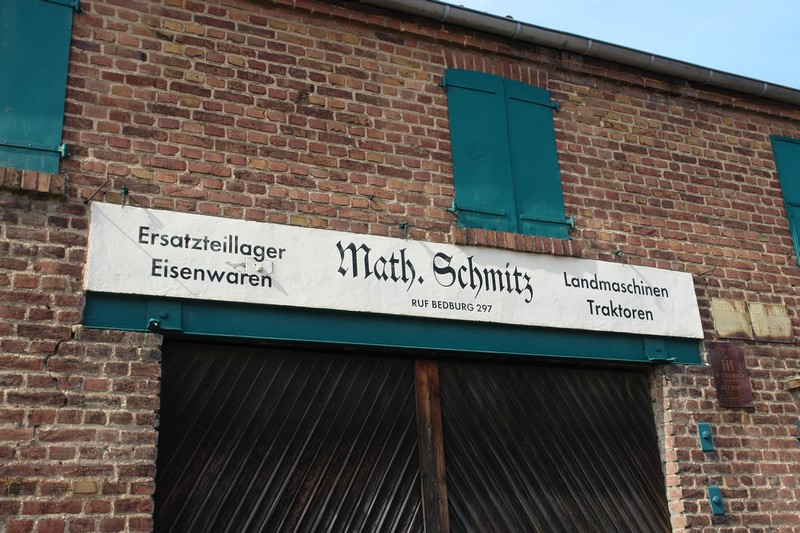 Ersatzteillager
Eisenwaren
Math. Schmitz
RUF BEDBURG 297
Landmaschinen
Traktoren